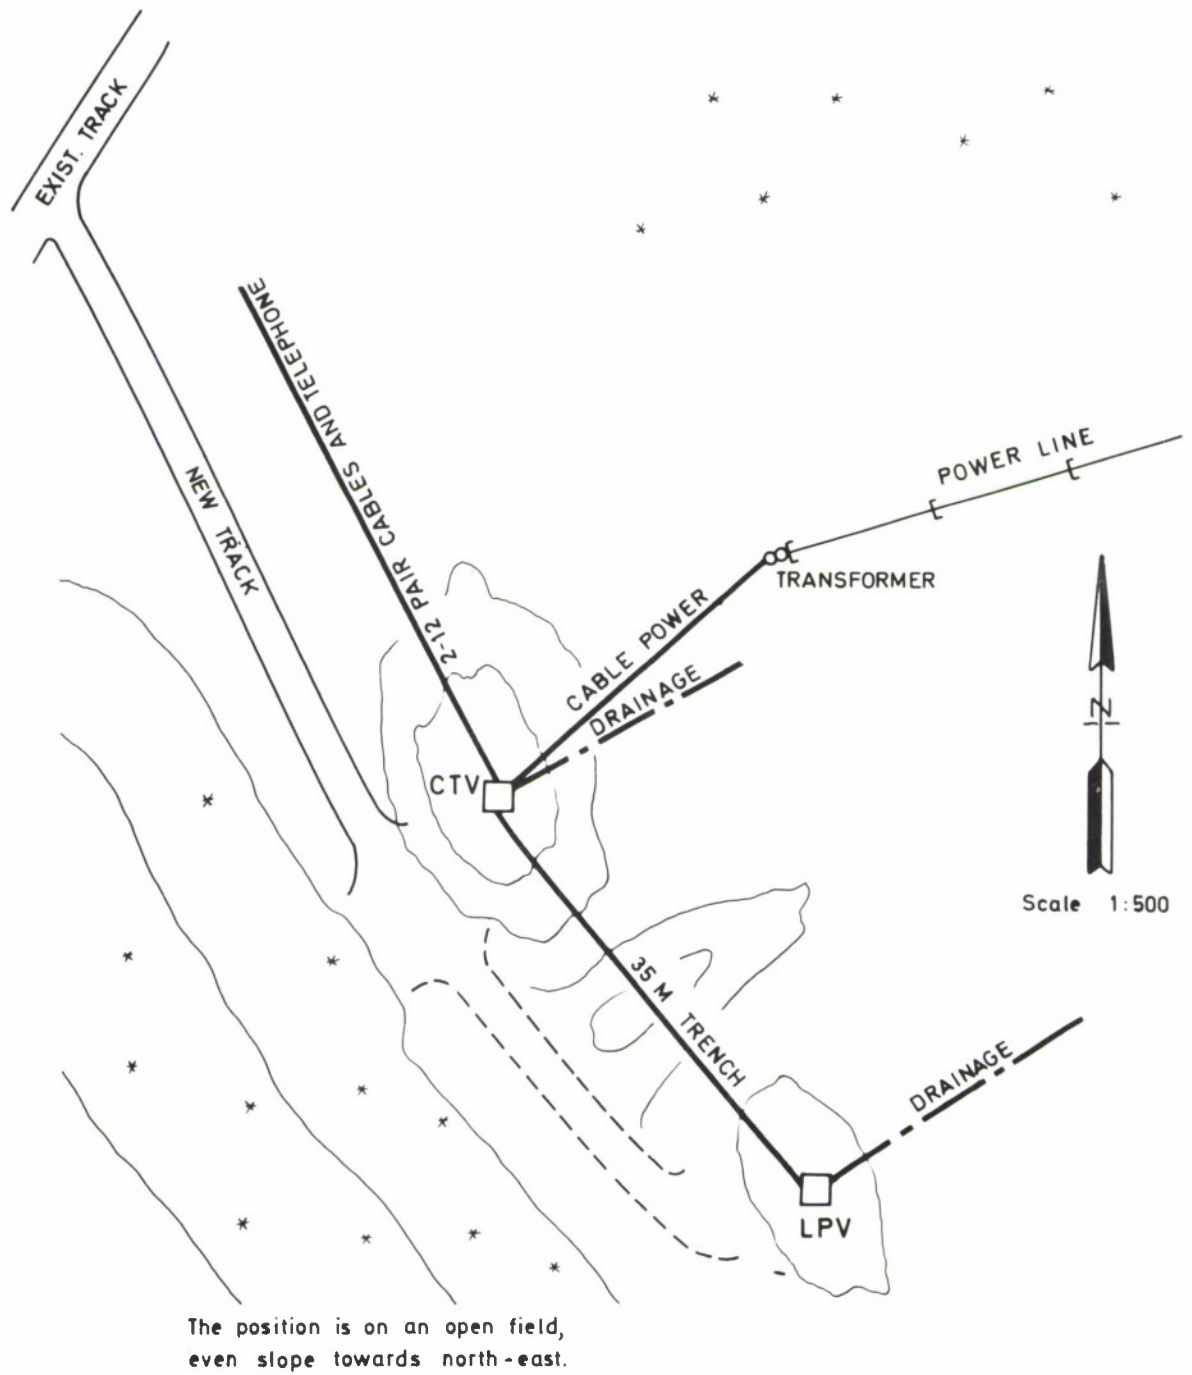 EXIST. TRACK
2-12 PAIR CABLES AND TELEPHONE
NEW TRACK
POWER LINE
TRANSFORMER
CABLE POWER
DRAINAGE
N
CTV
Scale 1:500
35 M TRENCH
DRAINAGE
LPV
The position is on an open field,
even slope towards north-east.